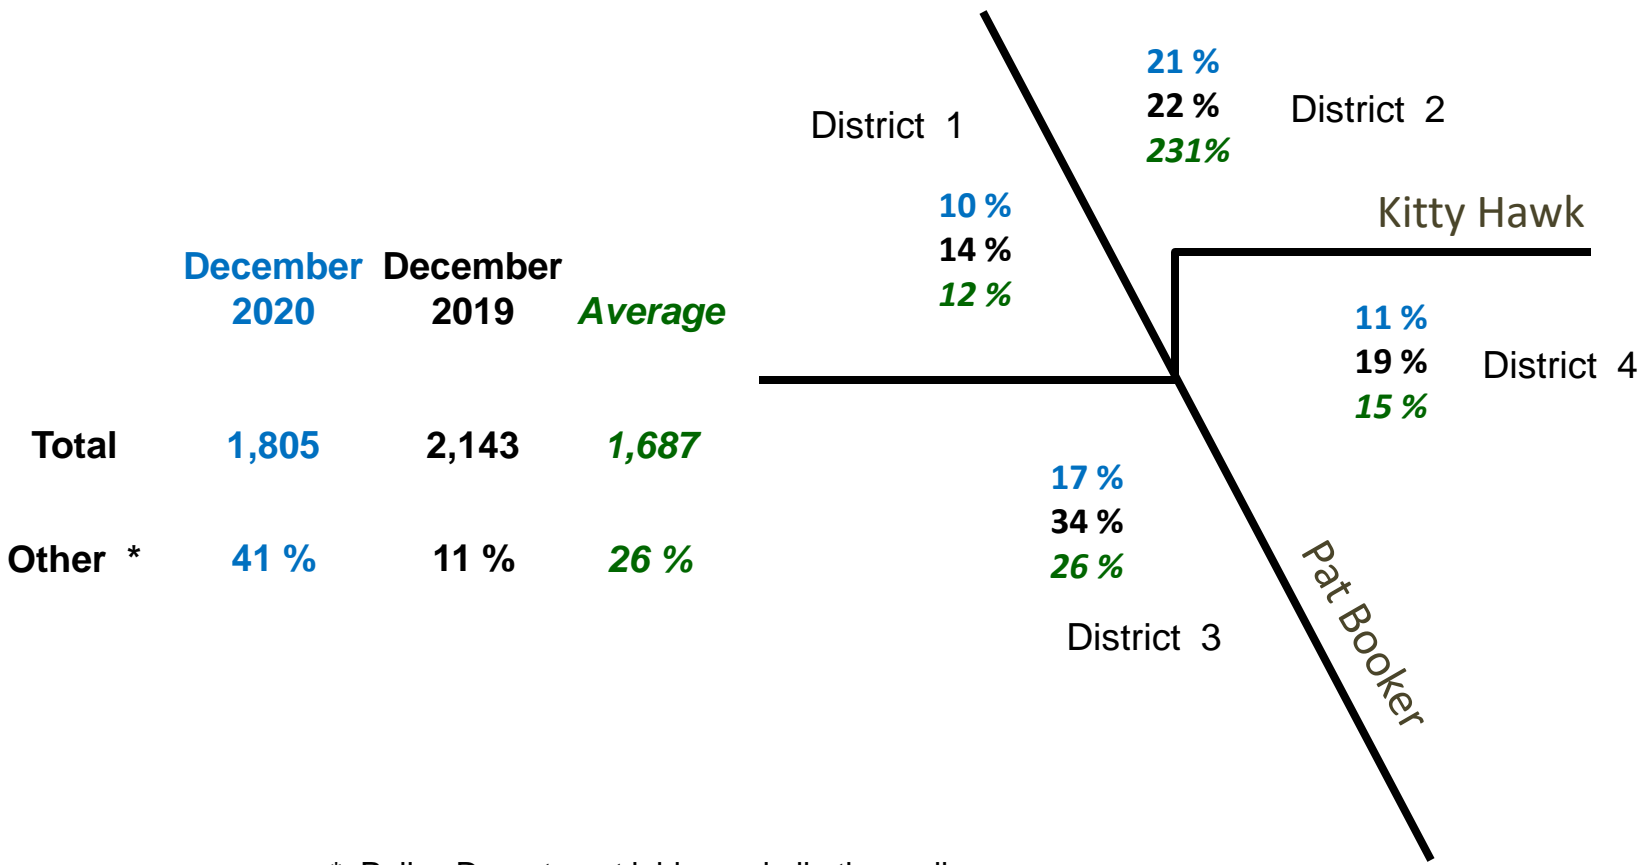 District 1
10 %
14 %
12 %
21 %
22 %
231%
District 2
Kitty Hawk
December 2020
December 2019
Average
Total 1,805 2,143 1,687
Other * 41 % 11 % 26 %
11 %
19 %
15 %
District 4
17 %
34 %
26 %
District 3
Pat Booker